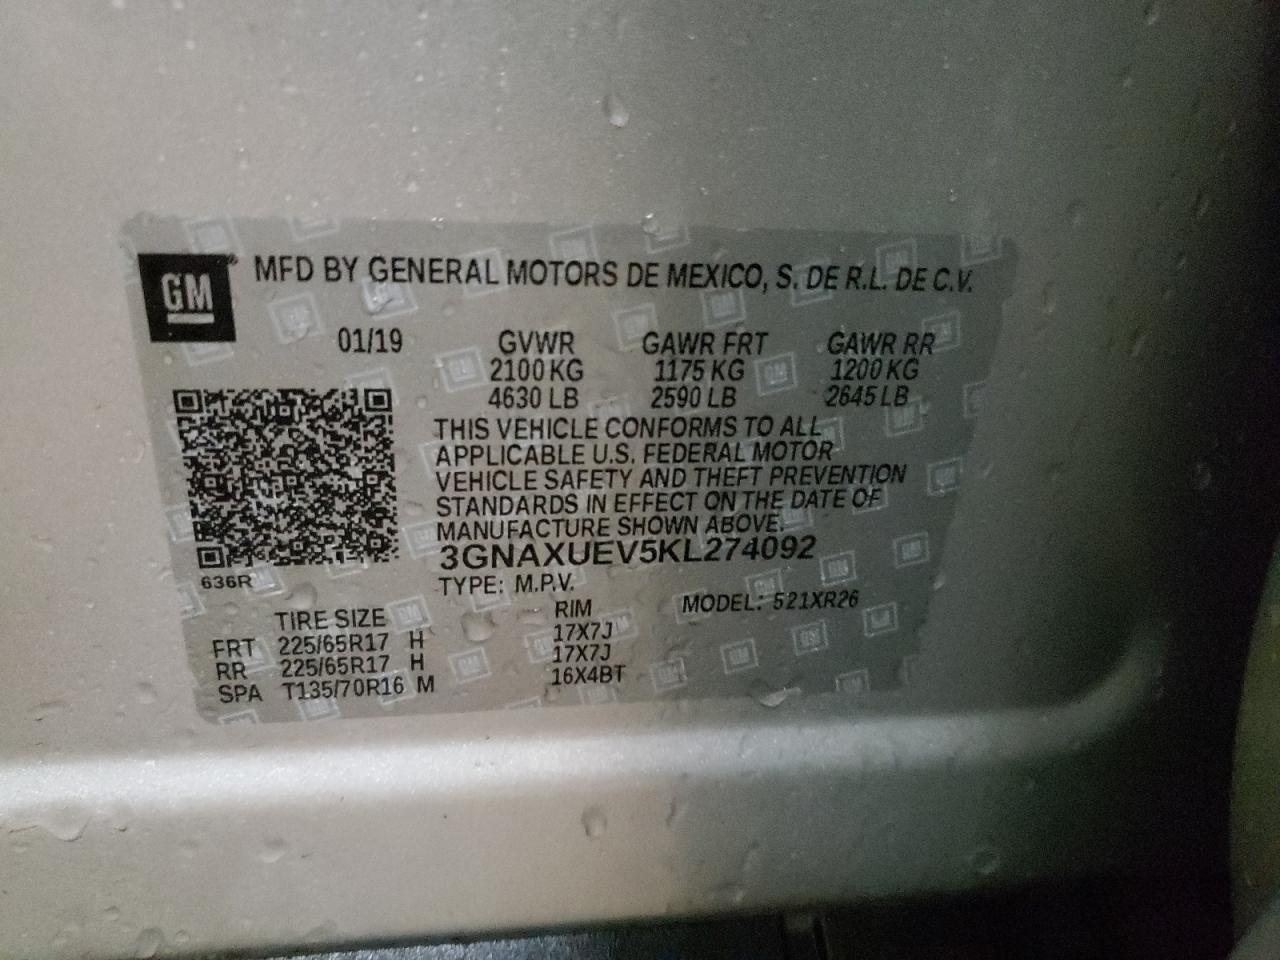 GM
MFD BY GENERAL MOTORS DE MEXICO, S. DE R.L. DE C.V.
01/19 GVWR GAWR FRT GAWR RR
2100 KG 1175 KG 1200 KG
4630 LB 2590 LB 2645 LB
THIS VEHICLE CONFORMS TO ALL
APPLICABLE U.S. FEDERAL MOTOR
VEHICLE SAFETY AND THEFT PREVENTION
STANDARDS IN EFFECT ON THE DATE OF
MANUFACTURE SHOWN ABOVE.
3GNAXUEV5KL274092
636R
TYPE: M.P.V.
TIRE SIZE RIM MODEL: 521XR26
FRT 225/65R17 H 17X7J
RR 225/65R17 H 17X7J
SPA T135/70R16 M 16X4BT